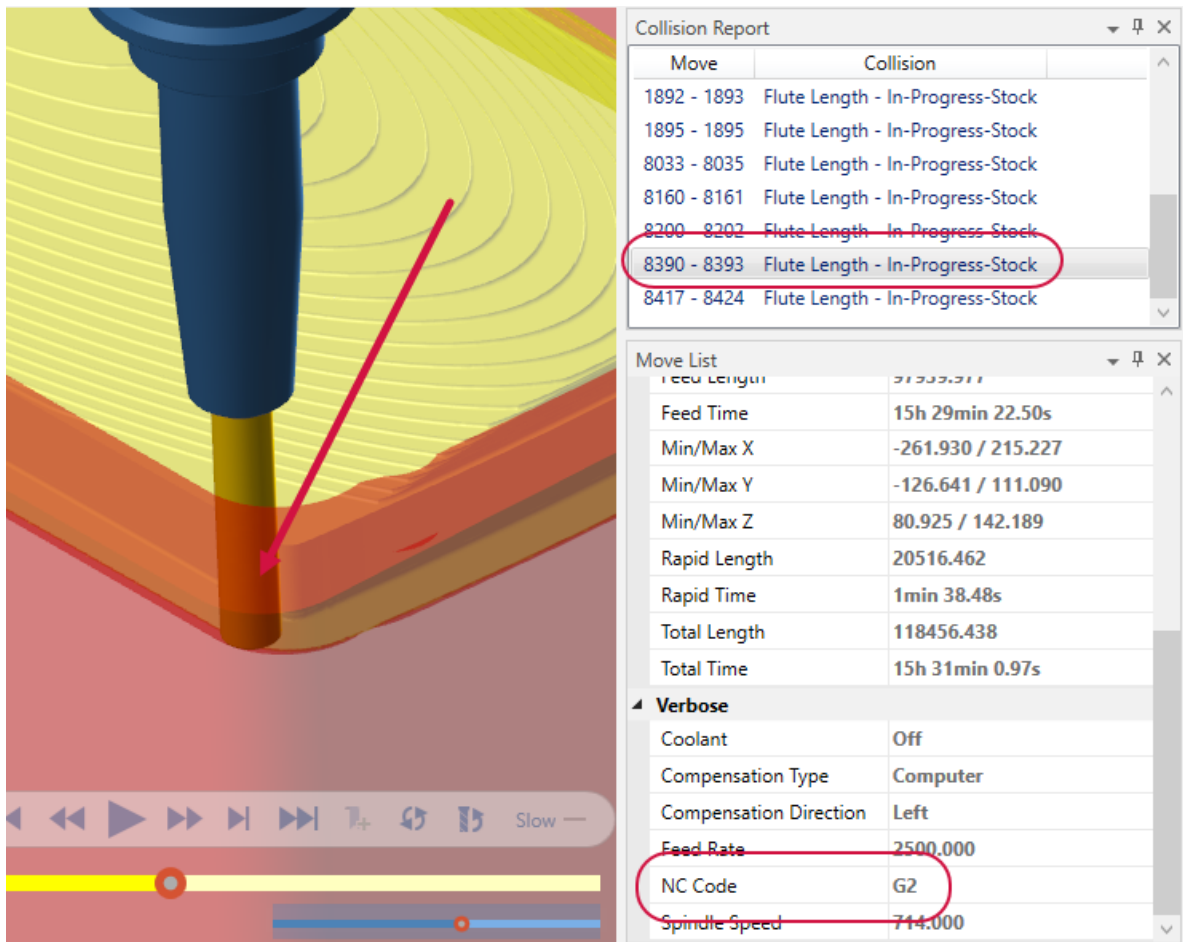 Collision Report
Move Collision
1892 - 1893 Flute Length - In-Progress-Stock
1895 - 1895 Flute Length - In-Progress-Stock
8033 - 8035 Flute Length - In-Progress-Stock
8160 - 8161 Flute Length - In-Progress-Stock
8200 - 8202 Flute Length - In-Progress-Stock
8390 - 8393 Flute Length - In-Progress-Stock
8417 - 8424 Flute Length - In-Progress-Stock
Move List
Feed Length 97939.977
Feed Time 15h 29min 22.50s
Min/Max X -261.930 / 215.227
Min/Max Y -126.641 / 111.090
Min/Max Z 80.925 / 142.189
Rapid Length 20516.462
Rapid Time 1min 38.48s
Total Length 118456.438
Total Time 15h 31min 0.97s
Verbose
Coolant Off
Compensation Type Computer
Compensation Direction Left
Feed Rate 2500.000
NC Code G2
Spindle Speed 714.000
Slow